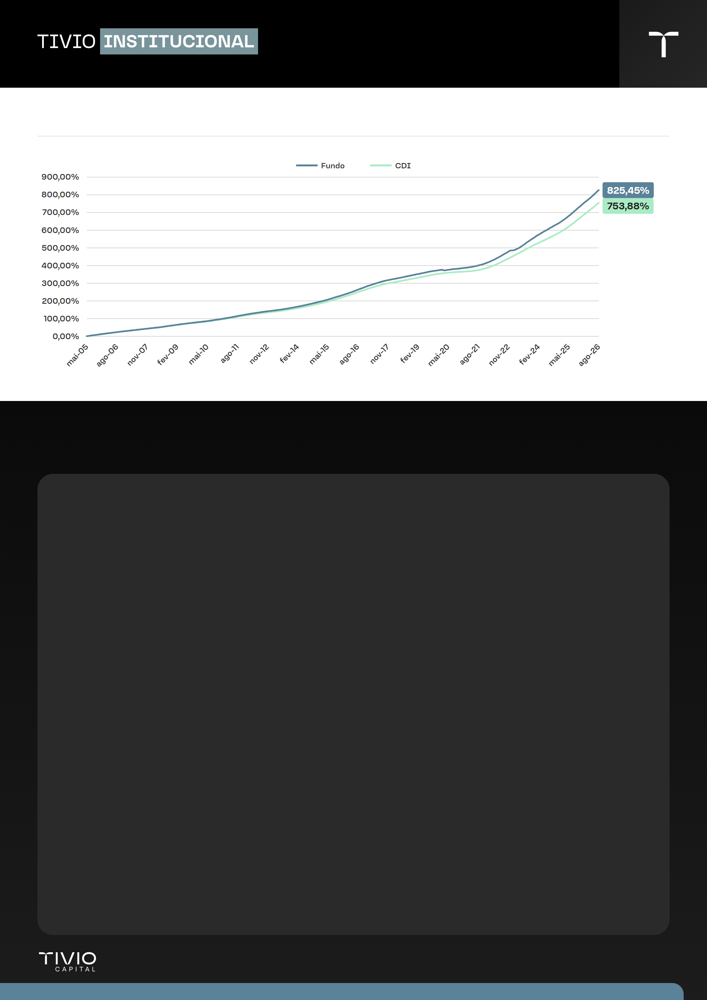 TIVIO INSTITUCIONAL
Fundo CDI
900,00%
800,00%
700,00%
600,00%
500,00%
400,00%
300,00%
200,00%
100,00%
0,00%
825,45%
753,88%
mai-05 ago-06 nov-07 fev-09 mai-10 ago-11 nov-12 fev-14 mai-15 ago-16 nov-17 fev-19 mai-20 ago-21 nov-22 fev-24 mai-25 ago-26
TIVIO
CAPITAL